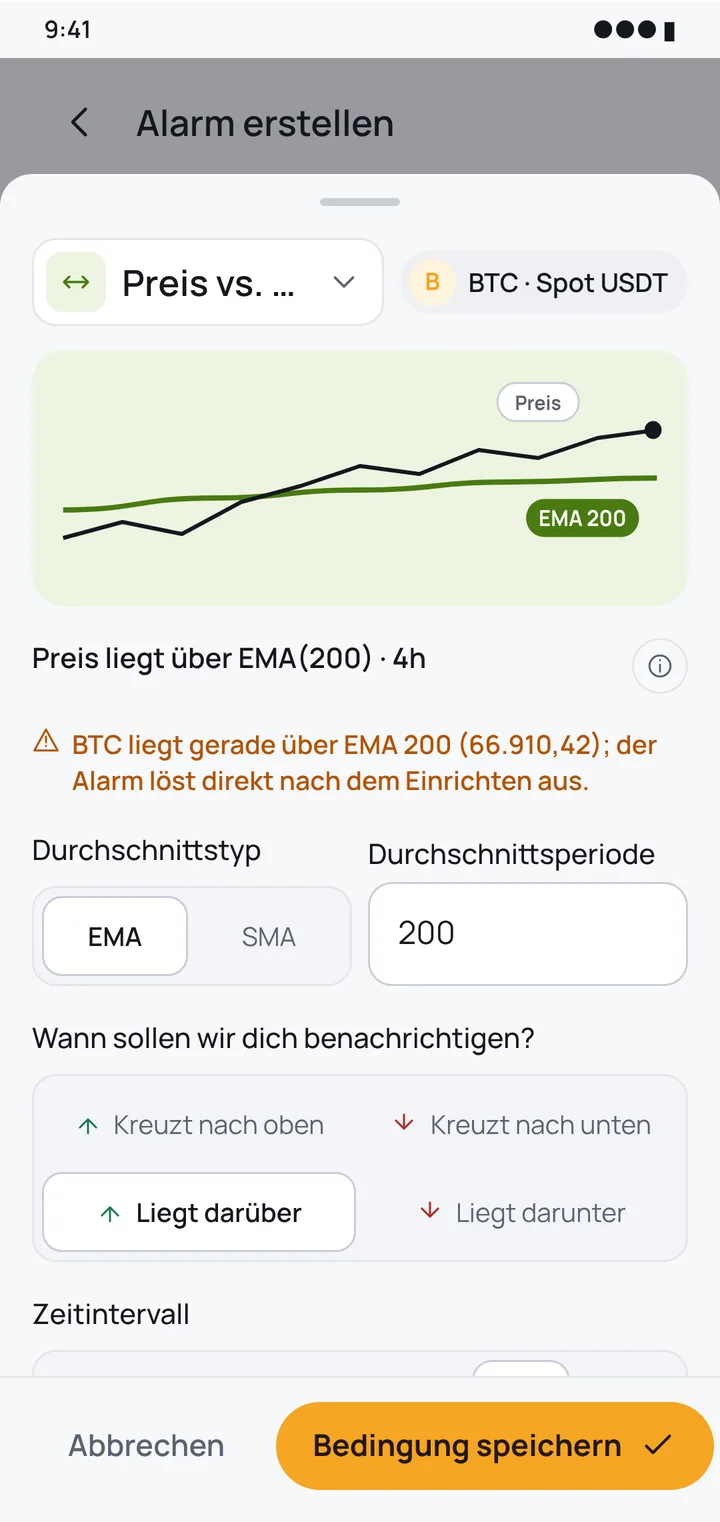 9:41
Alarm erstellen
Preis vs. ...
B BTC · Spot USDT
Preis
EMA 200
Preis liegt über EMA(200) · 4h
BTC liegt gerade über EMA 200 (66.910,42); der
Alarm löst direkt nach dem Einrichten aus.
Durchschnittstyp
Durchschnittsperiode
EMA SMA
200
Wann sollen wir dich benachrichtigen?
Kreuzt nach oben Kreuzt nach unten
Liegt darüber Liegt darunter
Zeitintervall
Abbrechen Bedingung speichern